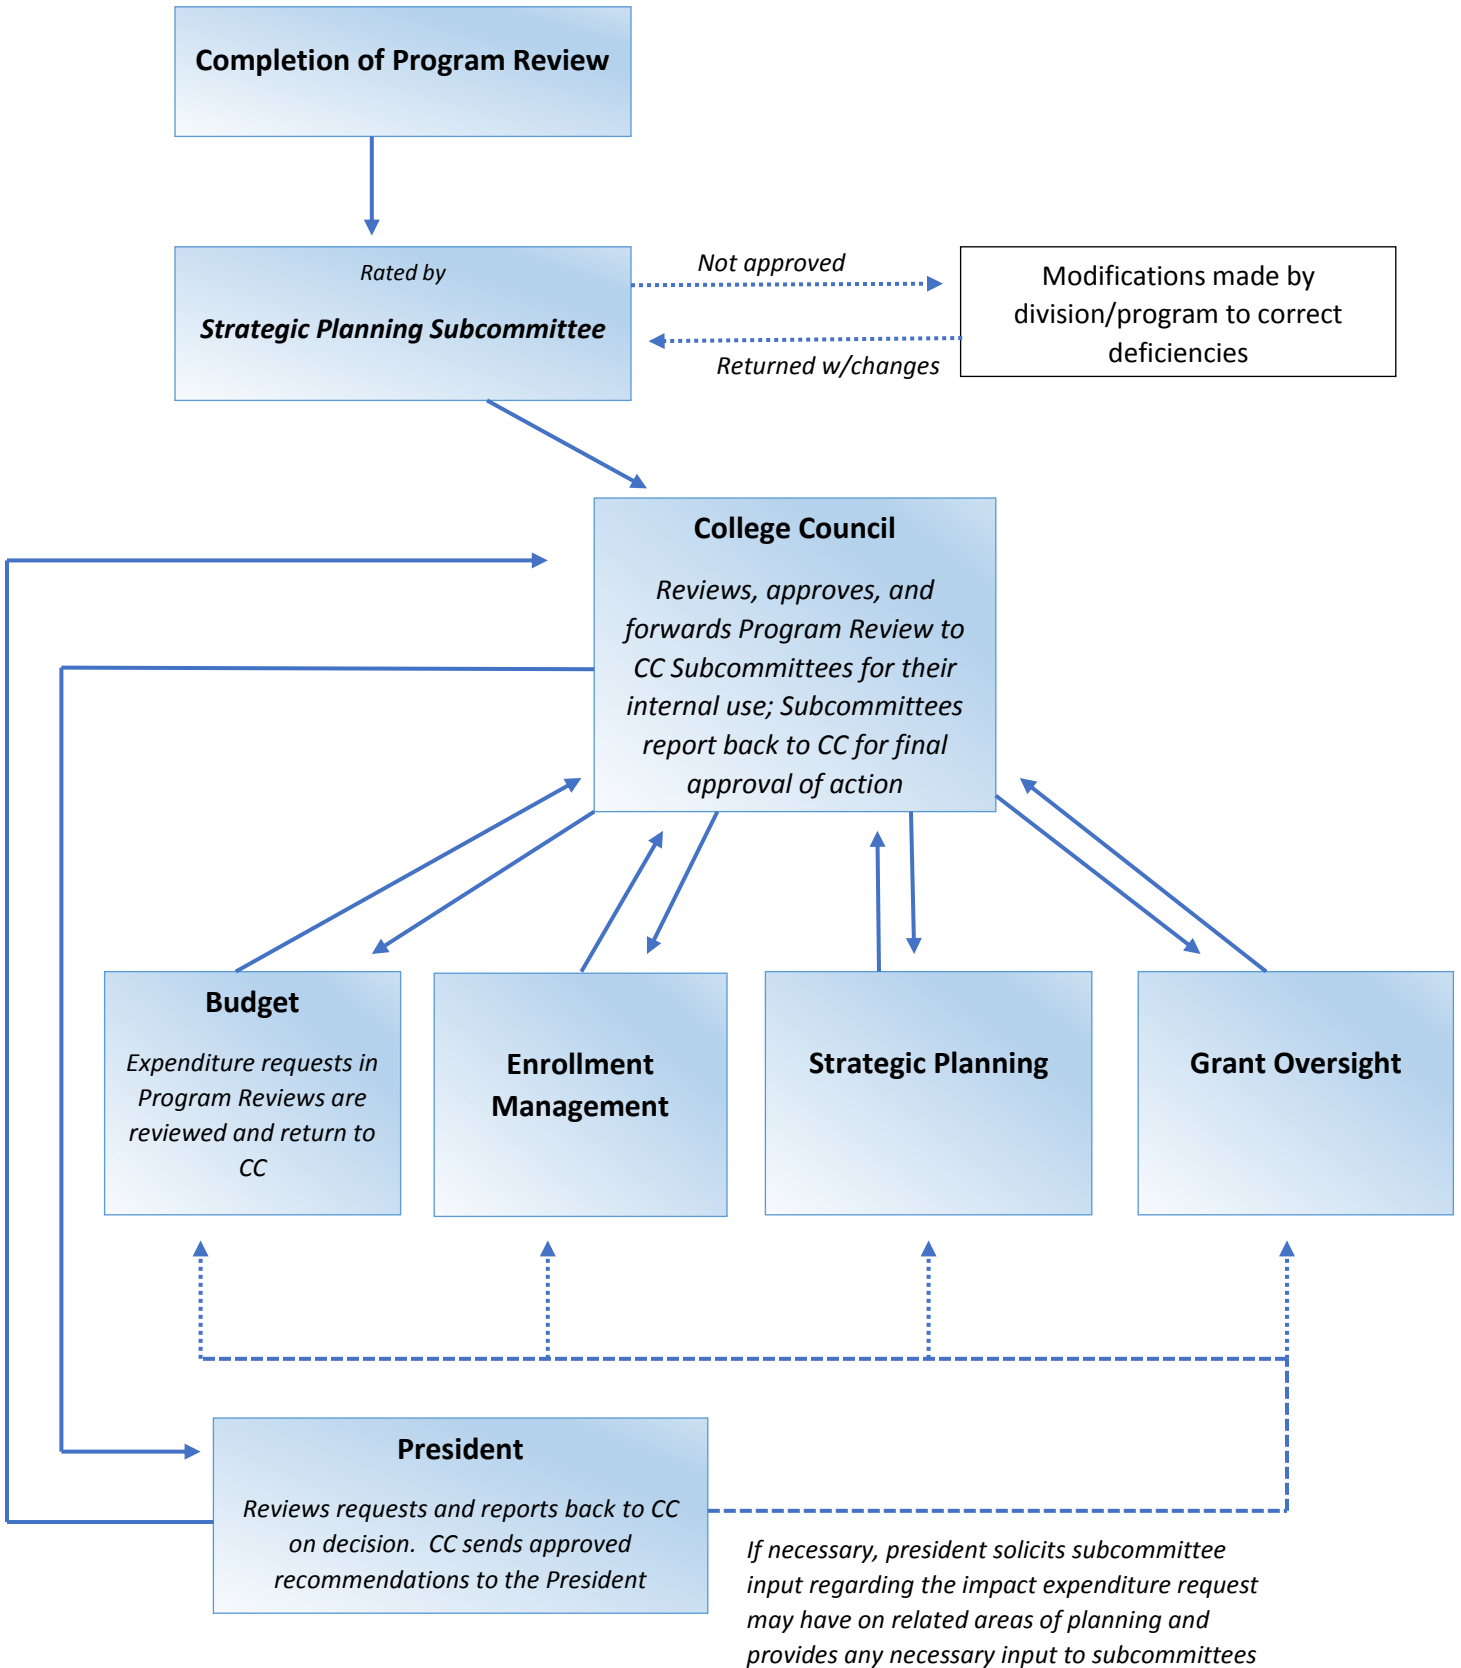 Completion of Program Review
Rated by
Strategic Planning Subcommittee
Not approved
Returned w/changes
Modifications made by
division/program to correct
deficiencies
College Council
Reviews, approves, and
forwards Program Review to
CC Subcommittees for their
internal use; Subcommittees
report back to CC for final
approval of action
Budget
Expenditure requests in
Program Reviews are
reviewed and return to
CC
Enrollment
Management
Strategic Planning
Grant Oversight
President
Reviews requests and reports back to CC
on decision.  CC sends approved
recommendations to the President
If necessary, president solicits subcommittee
input regarding the impact expenditure request
may have on related areas of planning and
provides any necessary input to subcommittees